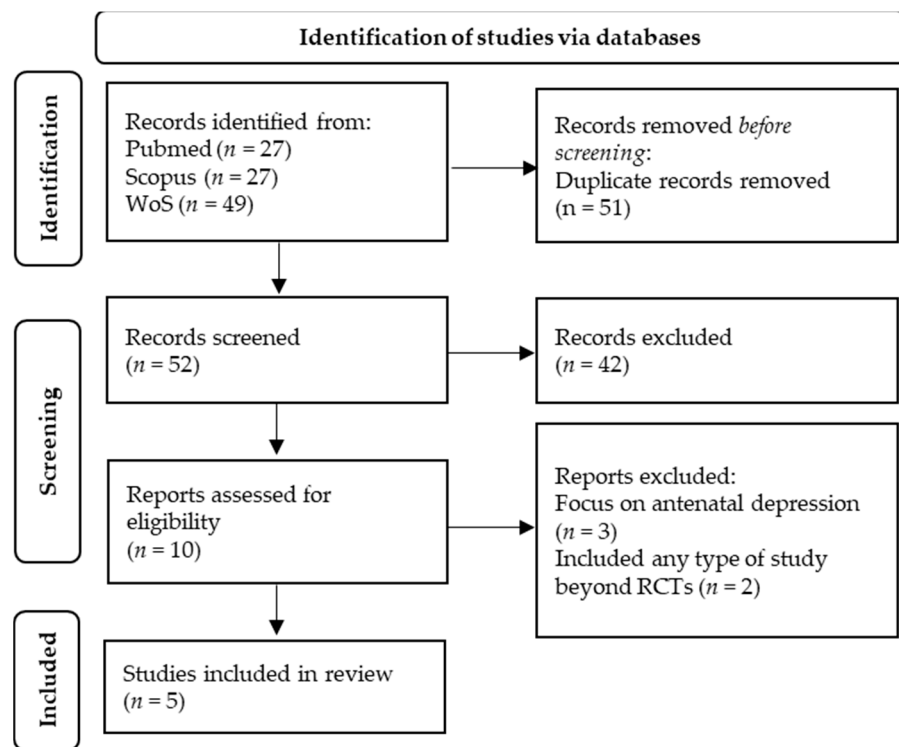 Identification of studies via databases
Identification
Records identified from:
Pubmed (n = 27)
Scopus (n = 27)
WoS (n = 49)
Records removed before
screening:
Duplicate records removed
(n = 51)
Screening
Records screened
(n = 52)
Records excluded
(n = 42)
Reports assessed for
eligibility
(n = 10)
Reports excluded:
Focus on antenatal depression
(n = 3)
Included any type of study
beyond RCTs (n = 2)
Included
Studies included in review
(n = 5)